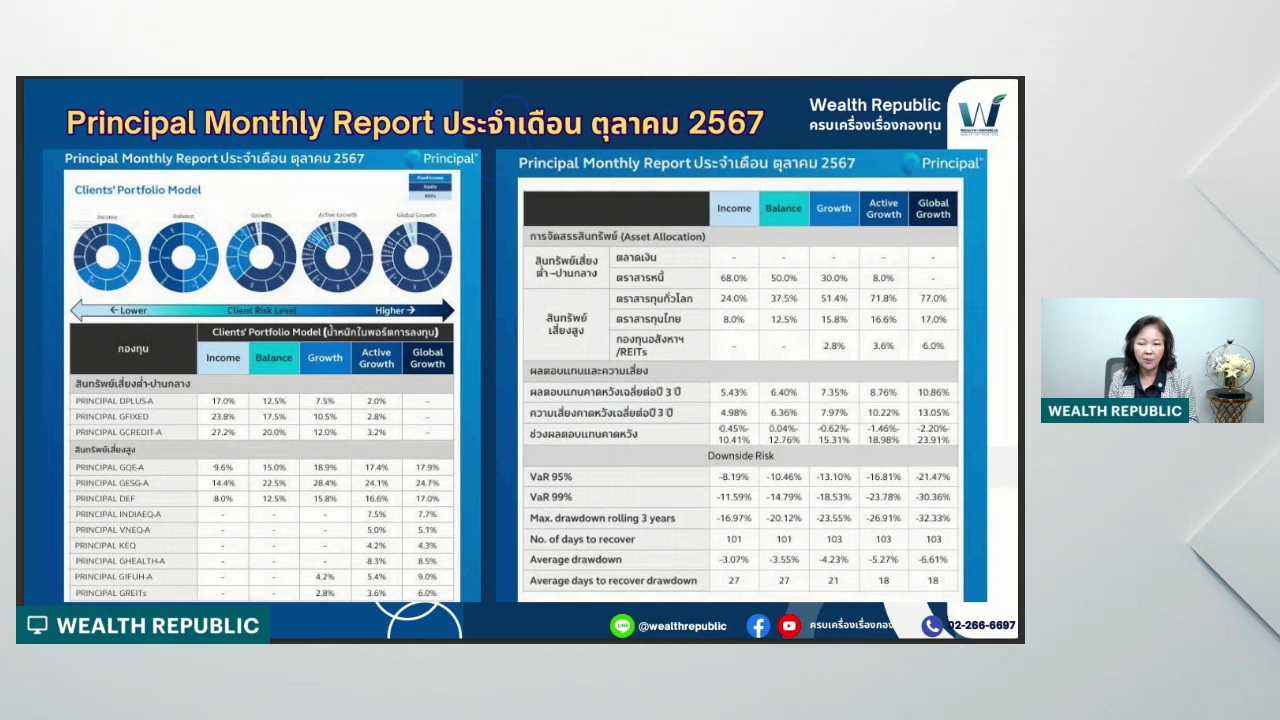 Principal Monthly Report ประจำเดือน ตุลาคม 2567
Wealth Republic
ครบเครื่องเรื่องกองทุน
Principal Monthly Report ประจำเดือน ตุลาคม 2567
Principal
Clients' Portfolio Model
Income Balance Growth Active Growth Global Growth
← Lower Client Risk Level Higher →
กองทุน Clients' Portfolio Model (น้ำหนักในพอร์ตการลงทุน)
Income Balance Growth Active Growth Global Growth
สินทรัพย์เสี่ยงต่ำ-ปานกลาง
PRINCIPAL DPLUS-A 17.0% 12.5% 7.5% 2.0% -
PRINCIPAL GFIXED 23.8% 17.5% 10.5% 2.8% -
PRINCIPAL GCREDIT-A 27.2% 20.0% 12.0% 3.2% -
สินทรัพย์เสี่ยงสูง
PRINCIPAL GQE-A 9.6% 15.0% 18.9% 17.4% 17.9%
PRINCIPAL GESG-A 14.4% 22.5% 28.4% 24.1% 24.7%
PRINCIPAL DEF 8.0% 12.5% 15.8% 16.6% 17.0%
PRINCIPAL INDIAEQ-A - - - 7.5% 7.7%
PRINCIPAL VNEQ-A - - - 5.0% 5.1%
PRINCIPAL KEQ - - - 4.2% 4.3%
PRINCIPAL GHEALTH-A - - - 8.3% 8.5%
PRINCIPAL GIFUH-A - - 4.2% 5.4% 9.0%
PRINCIPAL GREITs - - 2.8% 3.6% 6.0%
Principal Monthly Report ประจำเดือน ตุลาคม 2567
Principal
Income Balance Growth Active Growth Global Growth
การจัดสรรสินทรัพย์ (Asset Allocation)
สินทรัพย์เสี่ยง
ต่ำ-ปานกลาง
ตลาดเงิน - - - - -
ตราสารหนี้ 68.0% 50.0% 30.0% 8.0% -
สินทรัพย์
เสี่ยงสูง
ตราสารทุนทั่วโลก 24.0% 37.5% 51.4% 71.8% 77.0%
ตราสารทุนไทย 8.0% 12.5% 15.8% 16.6% 17.0%
กองทุนอสังหาฯ
/REITs - - 2.8% 3.6% 6.0%
ผลตอบแทนและความเสี่ยง
ผลตอบแทนคาดหวังเฉลี่ยต่อปี 3 ปี 5.43% 6.40% 7.35% 8.76% 10.86%
ความเสี่ยงคาดหวังเฉลี่ยต่อปี 3 ปี 4.98% 6.36% 7.97% 10.22% 13.05%
ช่วงผลตอบแทนคาดหวัง 0.45%- 0.04%- -0.62%- -1.46%- -2.20%-
10.41% 12.76% 15.31% 18.98% 23.91%
Downside Risk
VaR 95% -8.19% -10.46% -13.10% -16.81% -21.47%
VaR 99% -11.59% -14.79% -18.53% -23.78% -30.36%
Max. drawdown rolling 3 years -16.97% -20.12% -23.55% -26.91% -32.33%
No. of days to recover 101 101 103 103 103
Average drawdown -3.07% -3.55% -4.23% -5.27% -6.61%
Average days to recover drawdown 27 27 21 18 18
WEALTH REPUBLIC
WEALTH REPUBLIC
LINE @wealthrepublic ครบเครื่องเรื่องกอง 02-266-6697